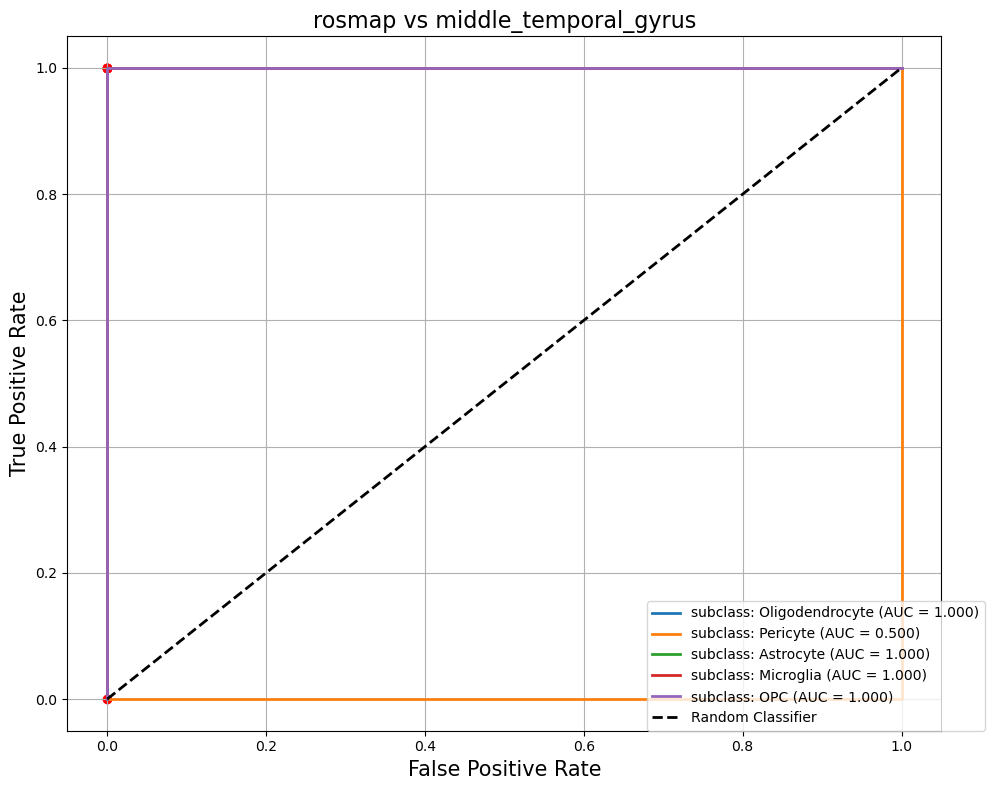 rosmap vs middle_temporal_gyrus
True Positive Rate
1.0
0.8
0.6
0.4
0.2
0.0
0.0 0.2 0.4 0.6 0.8 1.0
False Positive Rate
subclass: Oligodendrocyte (AUC = 1.000)
subclass: Pericyte (AUC = 0.500)
subclass: Astrocyte (AUC = 1.000)
subclass: Microglia (AUC = 1.000)
subclass: OPC (AUC = 1.000)
Random Classifier